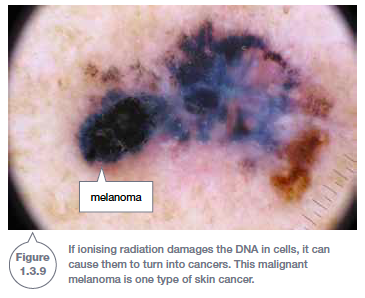 melanoma
Figure
1.3.9
If ionising radiation damages the DNA in cells, it can
cause them to turn into cancers. This malignant
melanoma is one type of skin cancer.